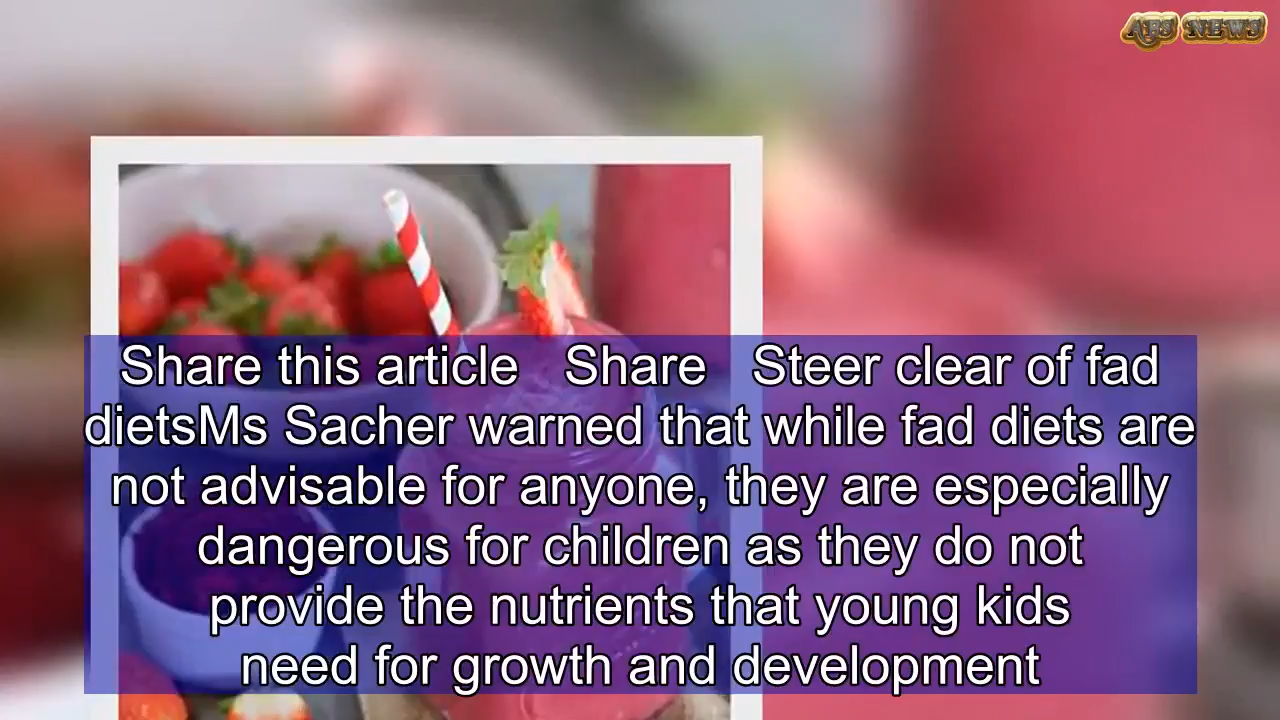 AFS NEWS
Share this article   Share   Steer clear of fad
dietsMs Sacher warned that while fad diets are
not advisable for anyone, they are especially
dangerous for children as they do not
provide the nutrients that young kids
need for growth and development